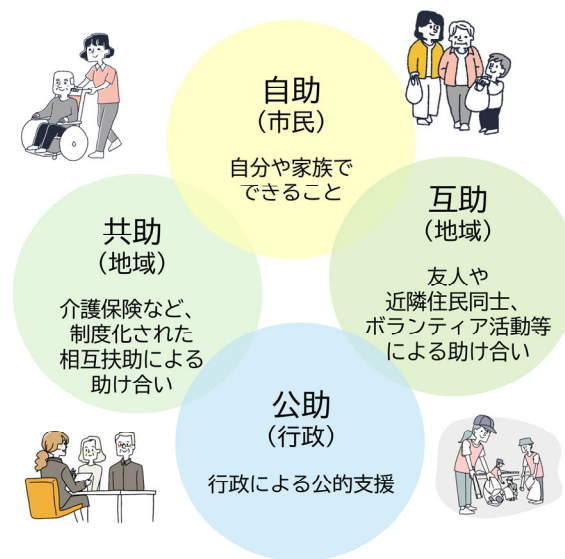 自助
（市民）
自分や家族で
できること
共助
（地域）
介護保険など、
制度化された
相互扶助による
助け合い
互助
（地域）
友人や
近隣住民同士、
ボランティア活動等
による助け合い
公助
（行政）
行政による公的支援